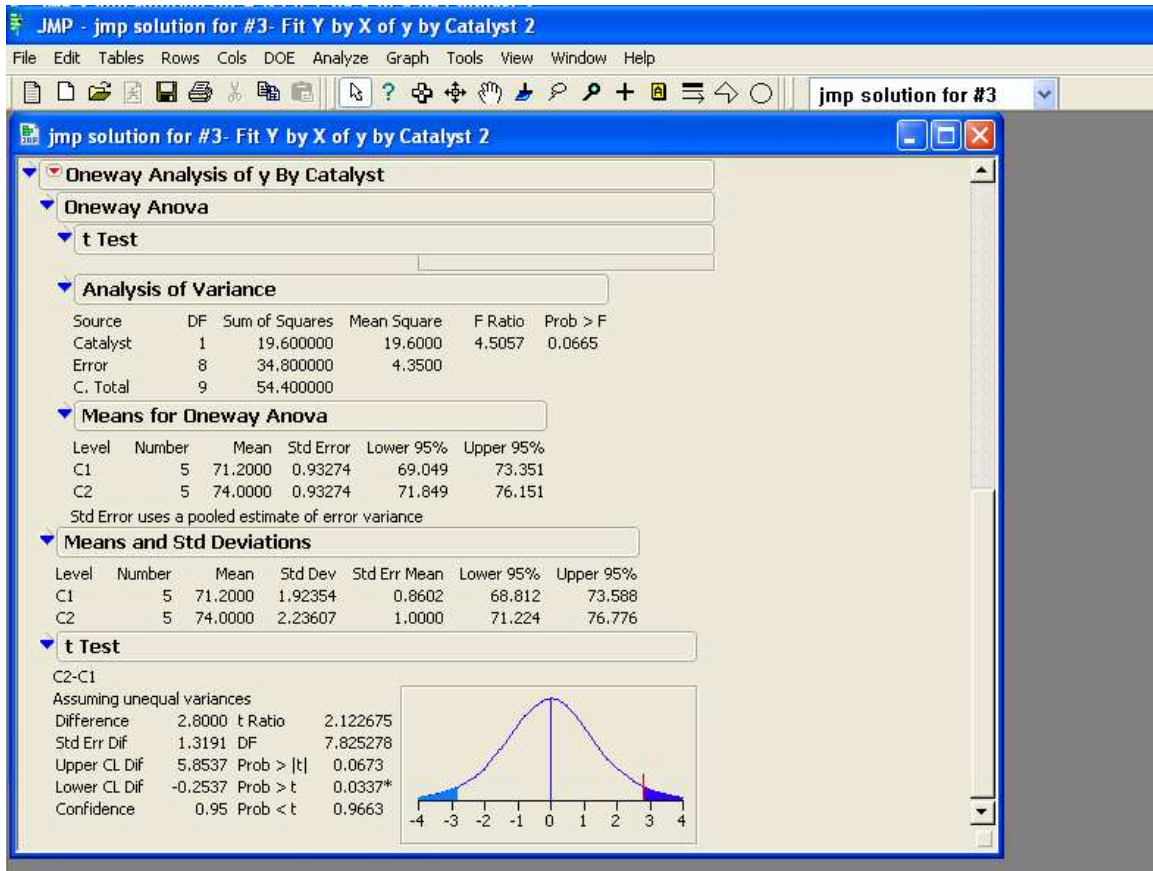 JMP - jmp solution for #3- Fit Y by X of y by Catalyst 2
File Edit Tables Rows Cols DOE Analyze Graph Tools View Window Help
jmp solution for #3
jmp solution for #3- Fit Y by X of y by Catalyst 2
Oneway Analysis of y By Catalyst
Oneway Anova
t Test
Analysis of Variance
Source DF Sum of Squares Mean Square F Ratio Prob > F
Catalyst 1 19.600000 19.6000 4.5057 0.0665
Error 8 34.800000 4.3500
C. Total 9 54.400000
Means for Oneway Anova
Level Number Mean Std Error Lower 95% Upper 95%
C1 5 71.2000 0.93274 69.049 73.351
C2 5 74.0000 0.93274 71.849 76.151
Std Error uses a pooled estimate of error variance
Means and Std Deviations
Level Number Mean Std Dev Std Err Mean Lower 95% Upper 95%
C1 5 71.2000 1.92354 0.8602 68.812 73.588
C2 5 74.0000 2.23607 1.0000 71.224 76.776
t Test
C2-C1
Assuming unequal variances
Difference 2.8000 t Ratio 2.122675
Std Err Dif 1.3191 DF 7.825278
Upper CL Dif 5.8537 Prob > |t| 0.0673
Lower CL Dif -0.2537 Prob > t 0.0337*
Confidence 0.95 Prob < t 0.9663
-4 -3 -2 -1 0 1 2 3 4